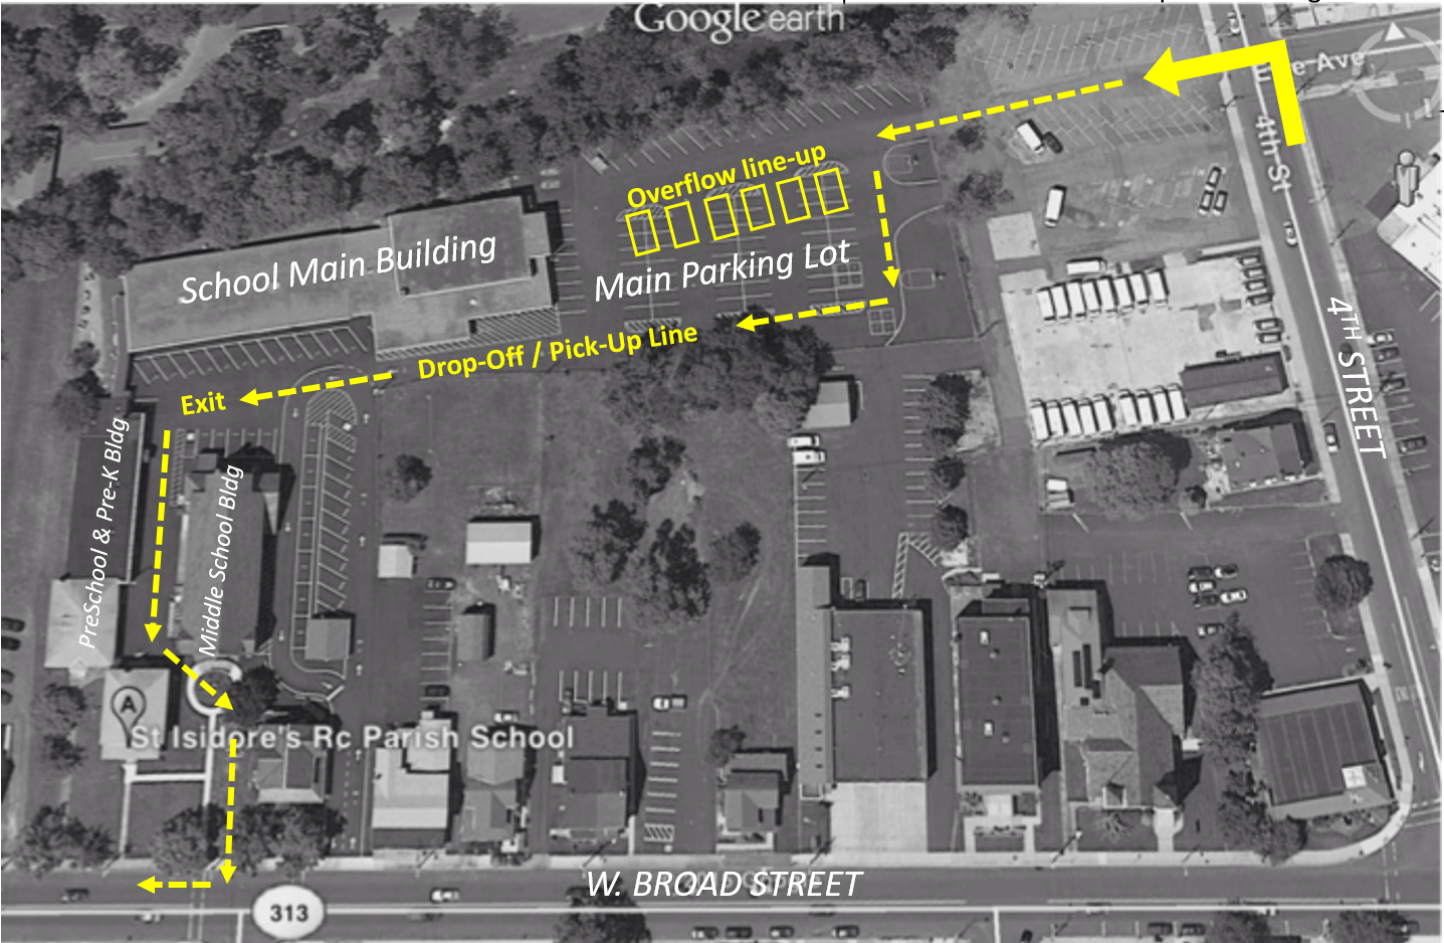 Google earth
Ave
4th St
Overflow line-up
School Main Building
Main Parking Lot
4TH STREET
Drop-Off / Pick-Up Line
Exit
PreSchool & Pre-K Bldg
Middle School Bldg
A
St Isidore's Rc Parish School
W. BROAD STREET
313